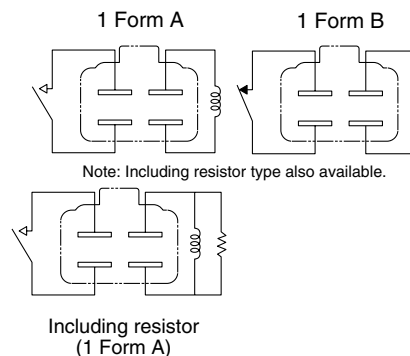 1 Form A
1 Form B
Note: Including resistor type also available.
Including resistor
(1 Form A)